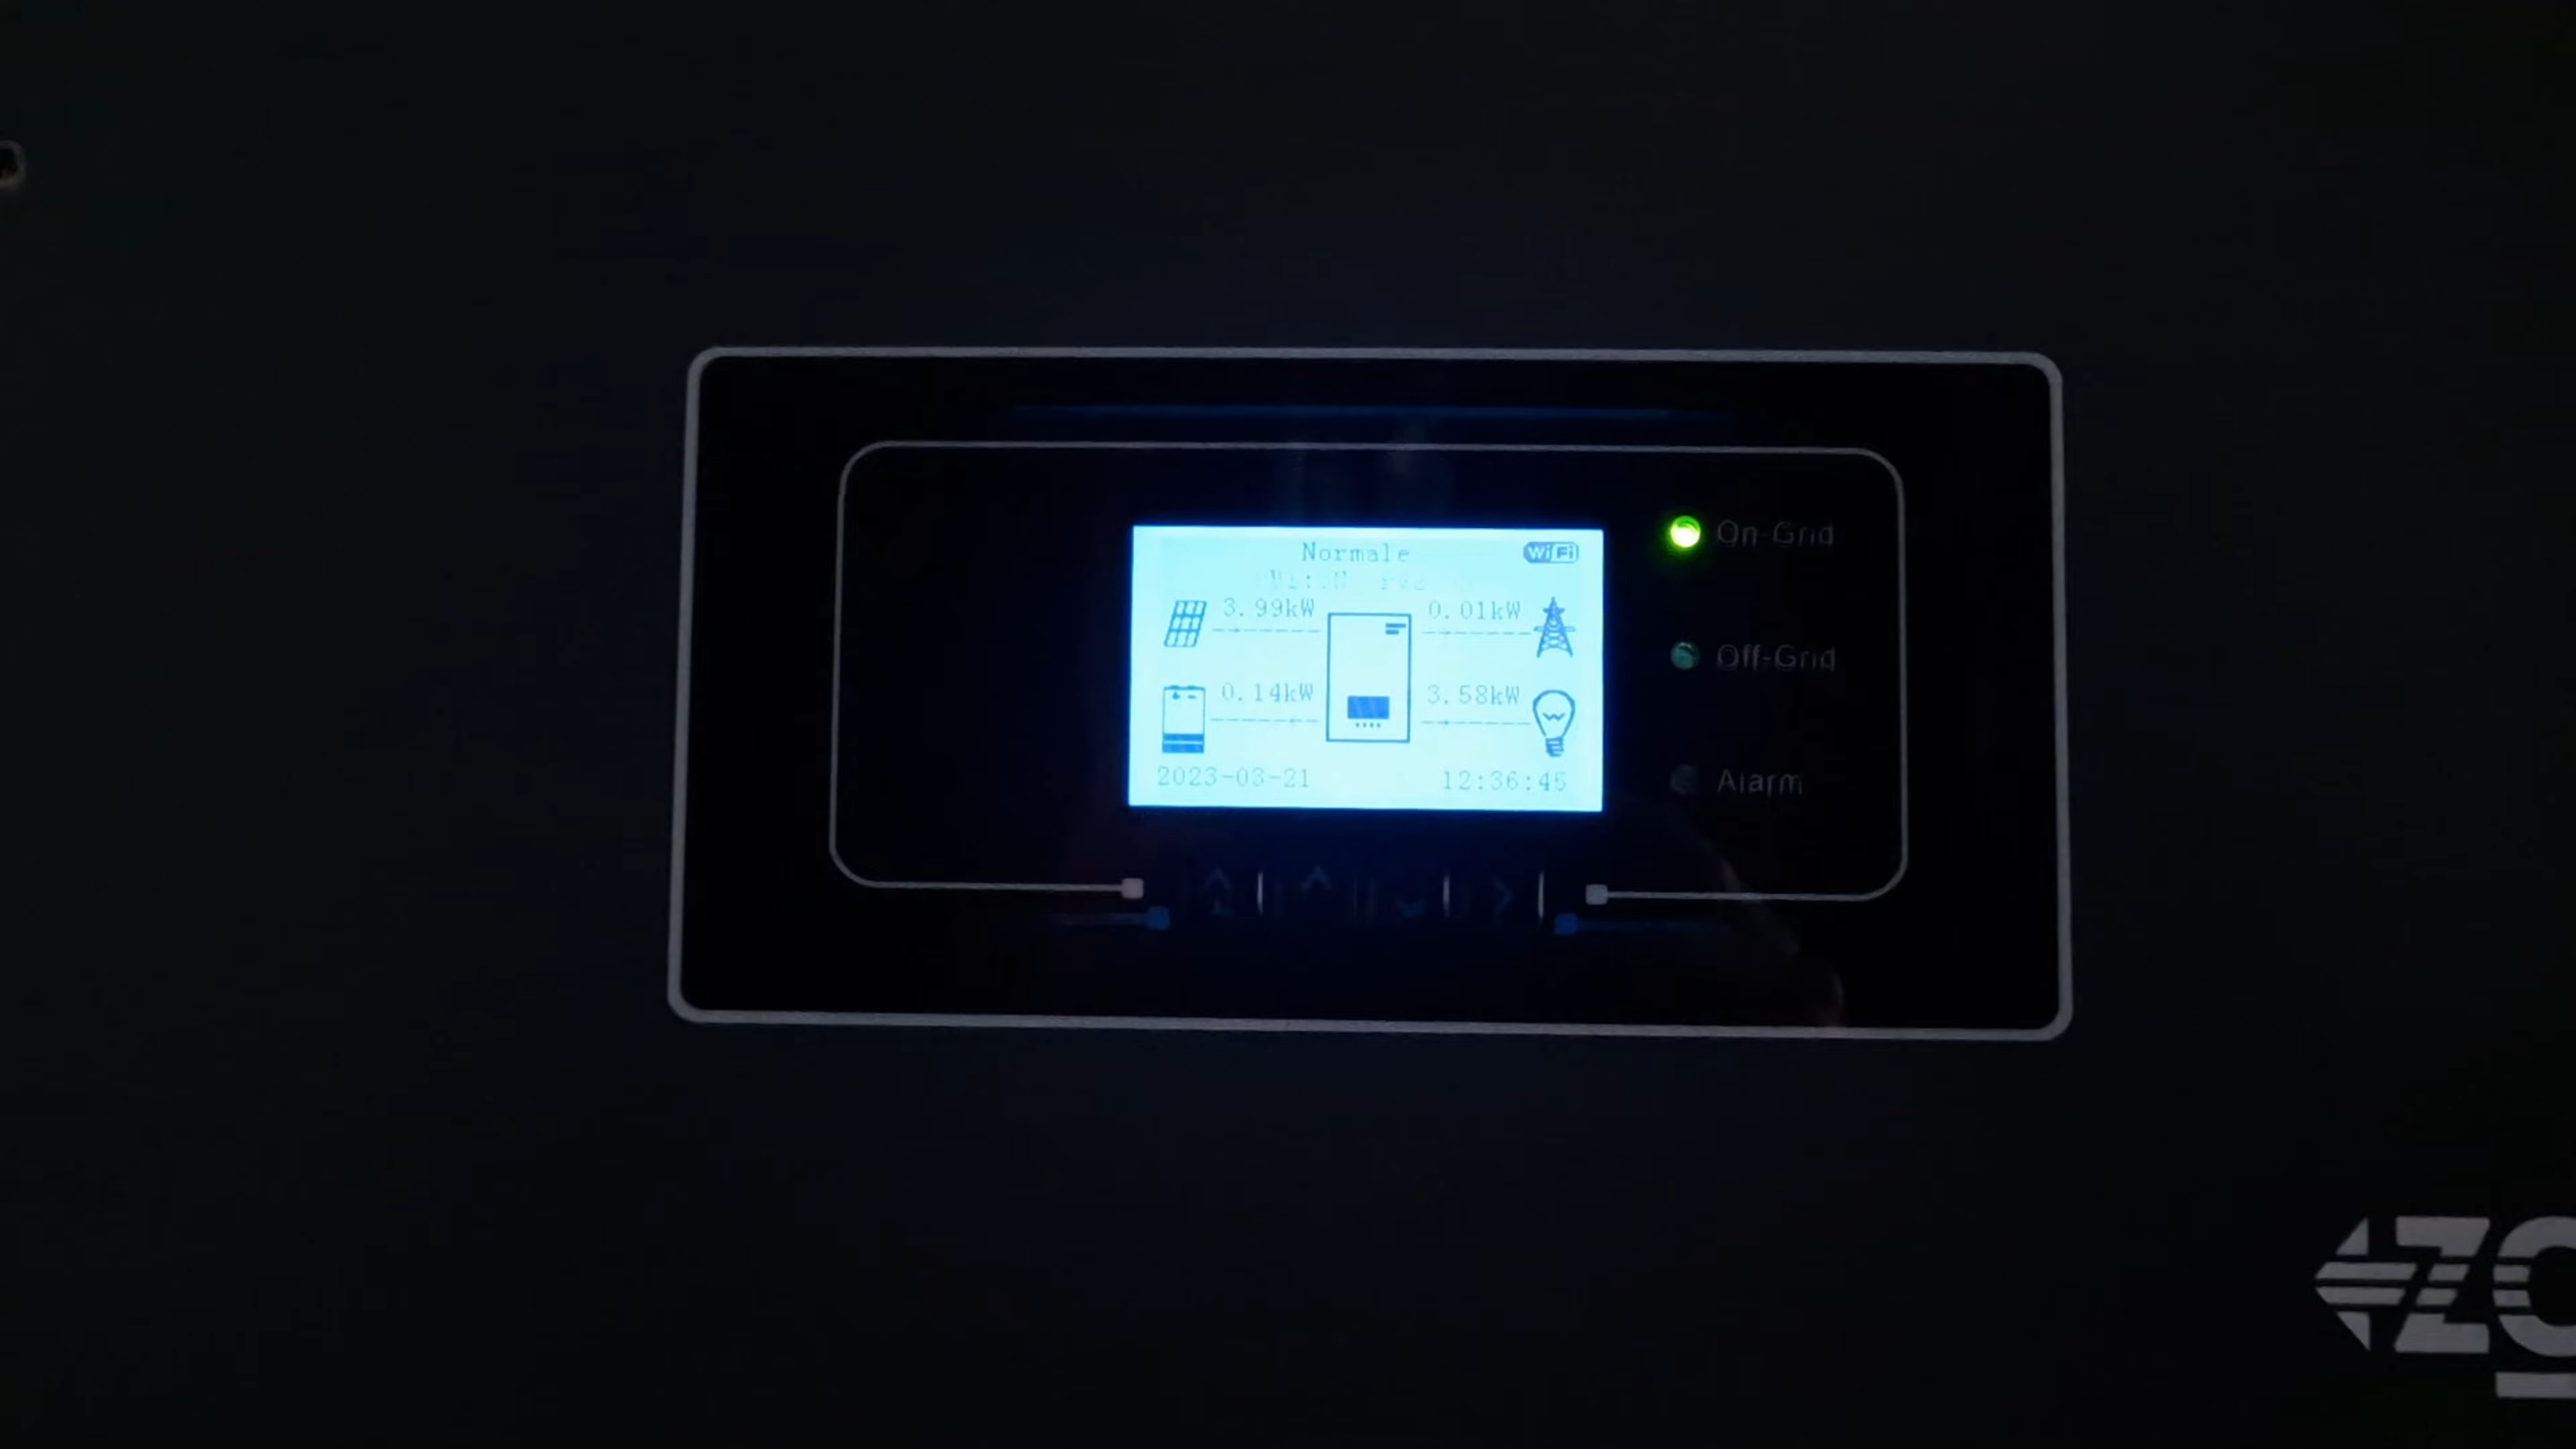 Normale
WiFi
3.99kW
0.01kW
0.14kW
3.58kW
2023-03-21
12:36:45
On-Grid
Off-Grid
Alarm